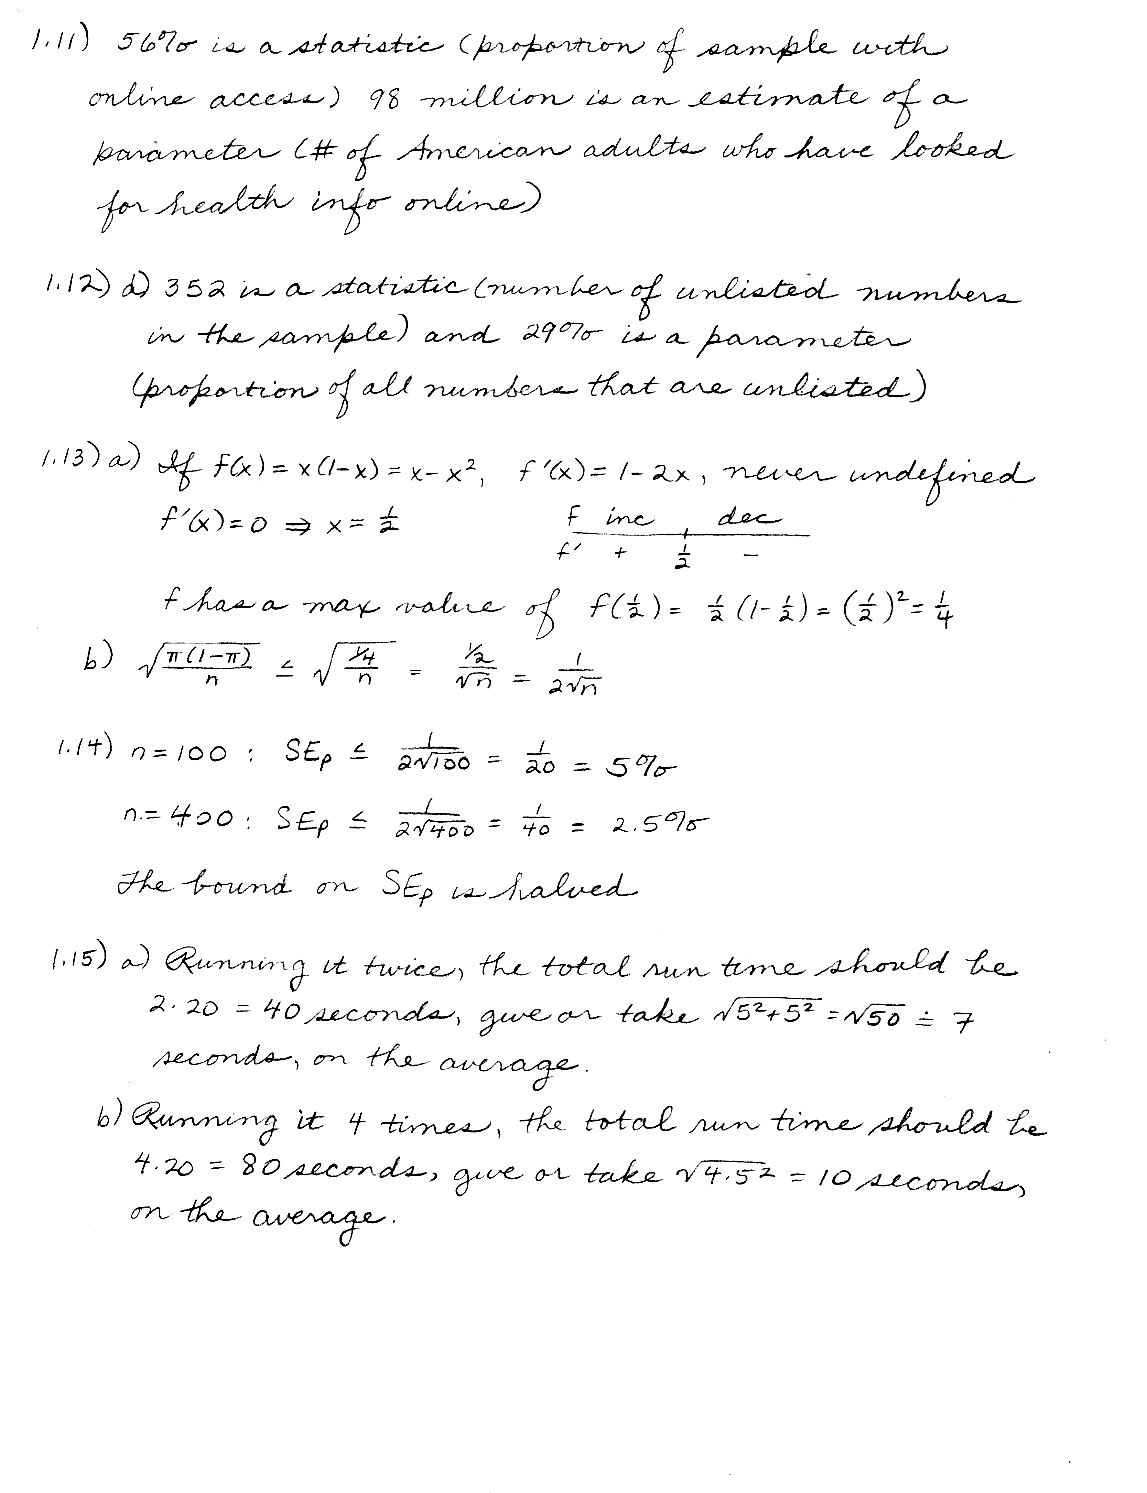 1.11) 56% is a statistic (proportion of sample with
online access) 98 million is an estimate of a
parameter (# of American adults who have looked
for health info online)
1.12) d) 352 is a statistic (number of unlisted numbers
in the sample) and 29% is a parameter
(proportion of all numbers that are unlisted)
1.13) a) If f(x) = x(1-x) = x - x², f'(x) = 1 - 2x, never undefined
f'(x) = 0 ⇒ x = 1/2 f inc dec
f' + 1/2 -
f has a max value of f(1/2) = 1/2 (1 - 1/2) = (1/2)² = 1/4
b) √(π(1-π)/n) ≤ √(1/4/n) = 1/2/√n = 1/(2√n)
1.14) n = 100 : SEp ≤ 1/(2√100) = 1/20 = 5%
n = 400 : SEp ≤ 1/(2√400) = 1/40 = 2.5%
The bound on SEp is halved
1.15) a) Running it twice, the total run time should be
2·20 = 40 seconds, give or take √(5²+5²) = √50 ≐ 7
seconds, on the average.
b) Running it 4 times, the total run time should be
4·20 = 80 seconds, give or take √(4·5²) = 10 seconds,
on the average.